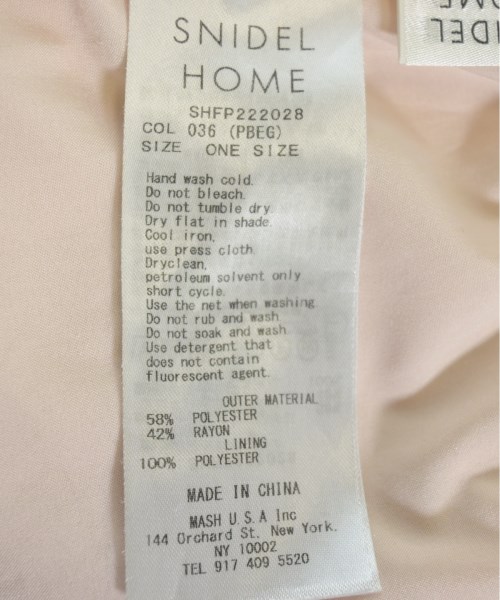 SNIDEL
HOME
SHFP222028
COL 036 (PBEG)
SIZE ONE SIZE
Hand wash cold.
Do not bleach.
Do not tumble dry.
Dry flat in shade.
Cool iron,
use press cloth.
Dryclean,
petroleum solvent only
short cycle.
Use the net when washing.
Do not rub and wash.
Do not soak and wash.
Use detergent that
does not contain
fluorescent agent.
OUTER MATERIAL
58% POLYESTER
42% RAYON
LINING
100% POLYESTER
MADE IN CHINA
MASH U.S.A Inc
144 Orchard St. New York.
NY 10002
TEL 917 409 5520
OME
NIDEL